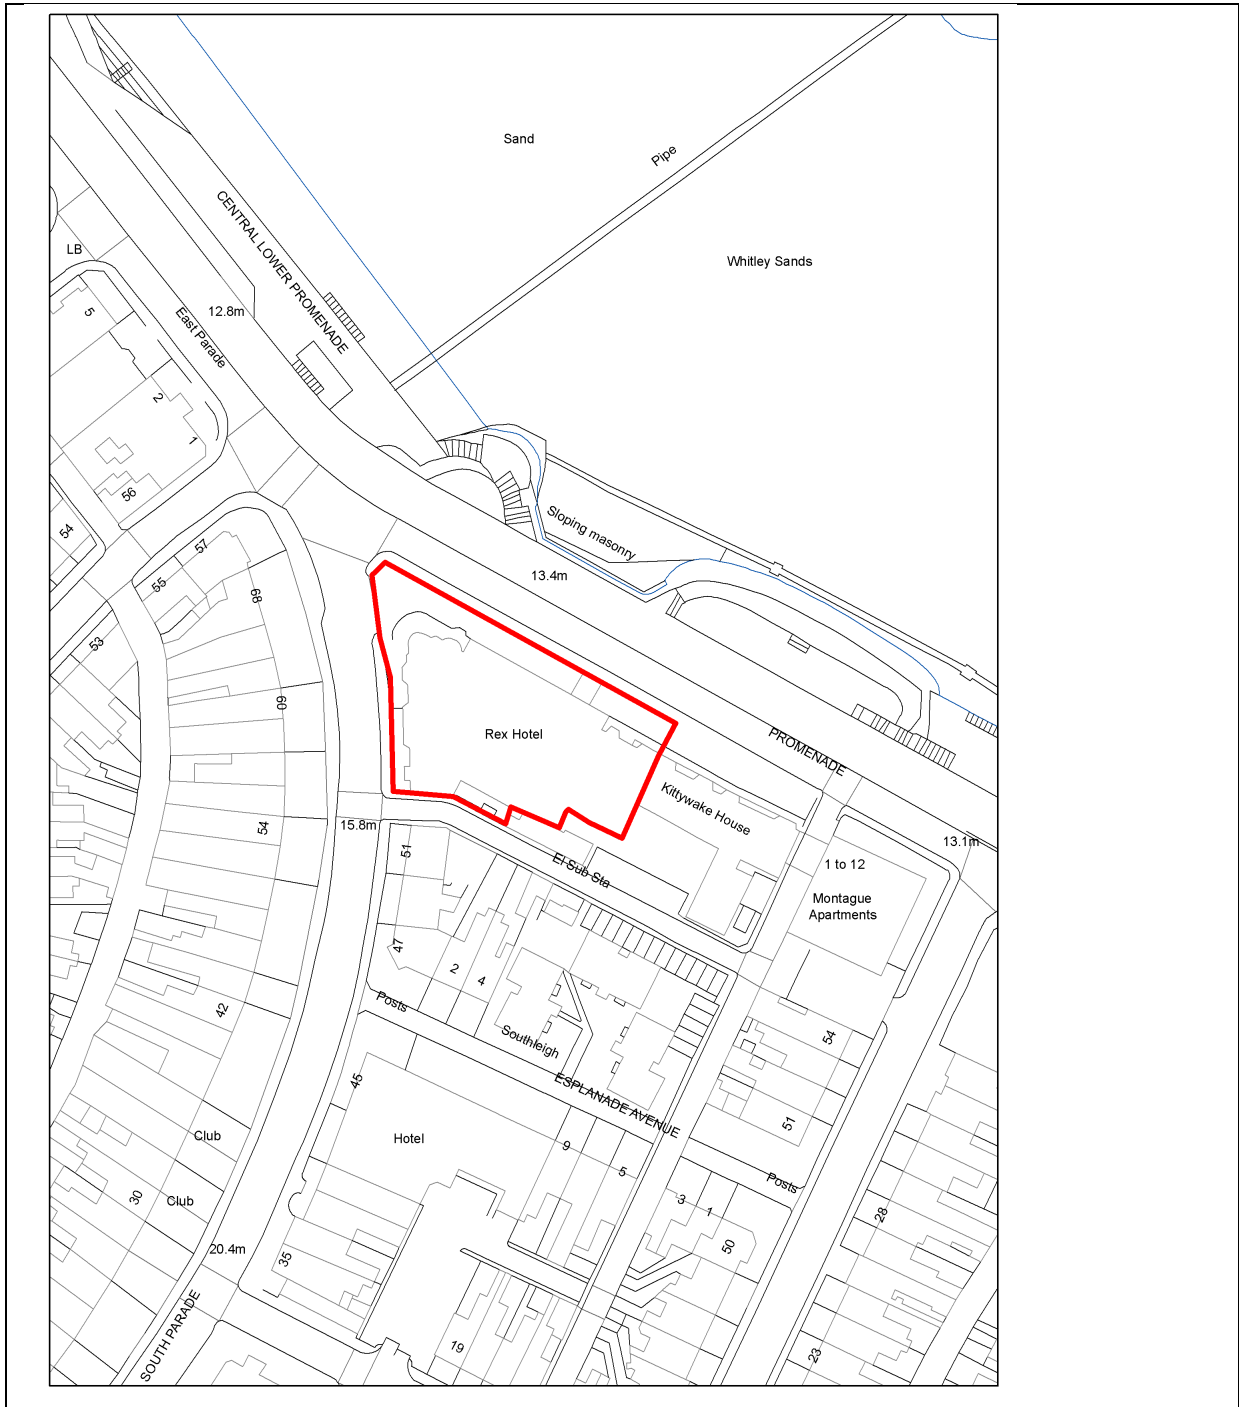 Sand
Pipe
CENTRAL LOWER PROMENADE
LB
Whitley Sands
5
12.8m
East Parade
2
1
56
54
Sloping masonry
57
55
13.4m
68
53
60
Rex Hotel
PROMENADE
Kittywake House
54
15.8m
51
El Sub Sta
13.1m
1 to 12
Montague
Apartments
47
2
4
42
Posts
Southleigh
54
45
ESPLANADE AVENUE
51
Club
Hotel
9
5
Posts
30
Club
3
1
28
50
20.4m
35
SOUTH PARADE
19
23